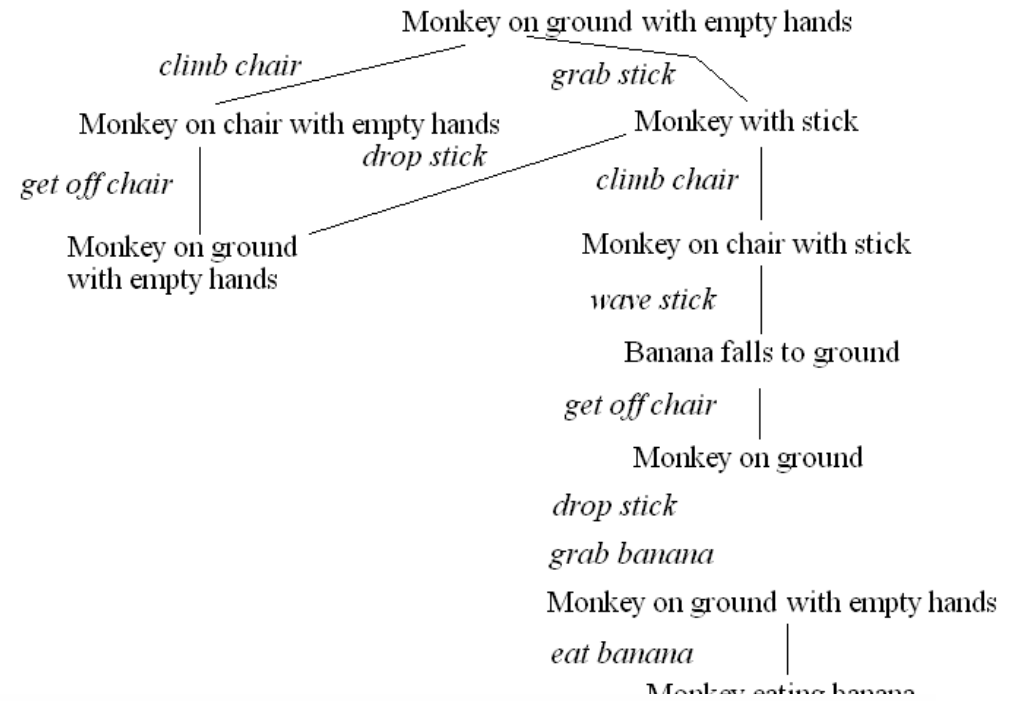 Monkey on ground with empty hands
climb chair
grab stick
Monkey on chair with empty hands
Monkey with stick
drop stick
get off chair
climb chair
Monkey on ground
with empty hands
Monkey on chair with stick
wave stick
Banana falls to ground
get off chair
Monkey on ground
drop stick
grab banana
Monkey on ground with empty hands
eat banana
Monkey eating banana